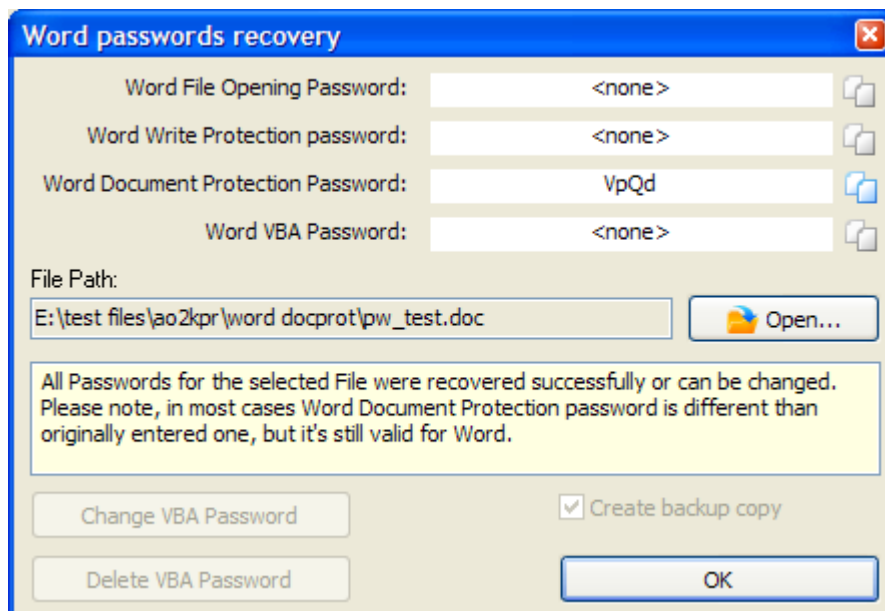 Word passwords recovery
Word File Opening Password: <none>
Word Write Protection password: <none>
Word Document Protection Password: VpQd
Word VBA Password: <none>
File Path:
E:\test files\ao2kpr\word docprot\pw_test.doc Open...
All Passwords for the selected File were recovered successfully or can be changed.
Please note, in most cases Word Document Protection password is different than
originally entered one, but it's still valid for Word.
Change VBA Password Create backup copy
Delete VBA Password OK